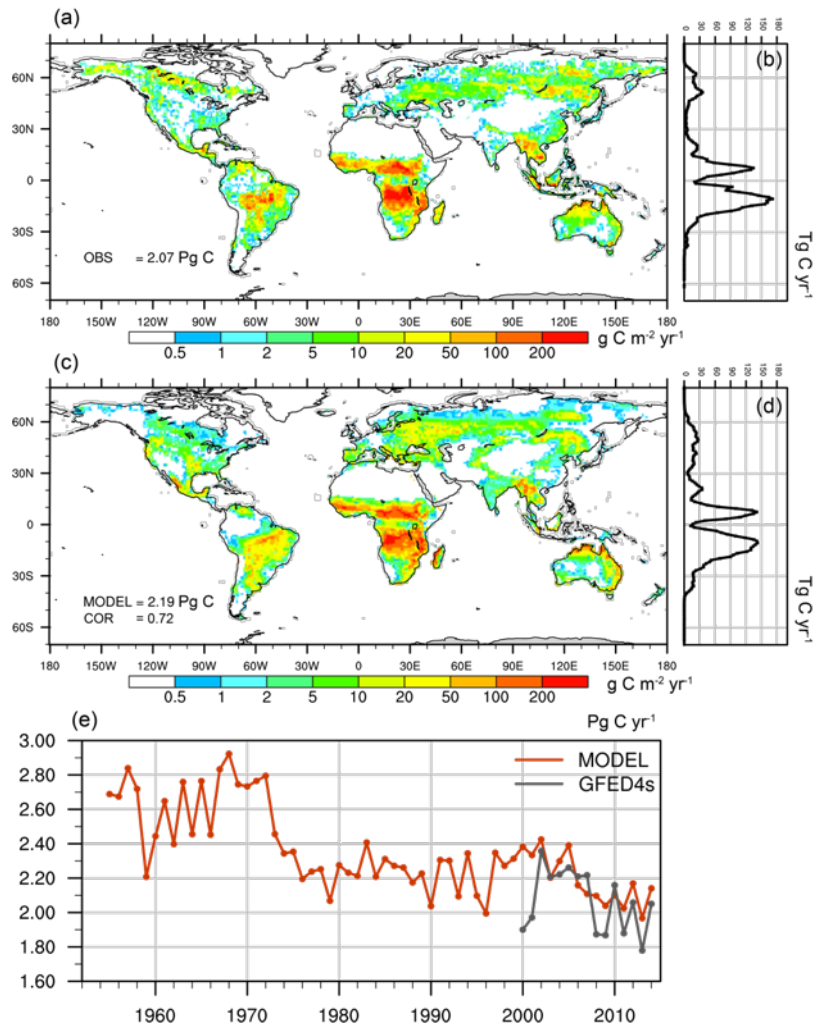 (a)
60N
30N
0
30S
60S
OBS = 2.07 Pg C
180 150W 120W 90W 60W 30W 0 30E 60E 90E 120E 150E 180
0.5 1 2 5 10 20 50 100 200
g C m⁻² yr⁻¹
(b)
0 30 60 90 120 150 180
Tg C yr⁻¹
(c)
60N
30N
0
30S
60S
MODEL = 2.19 Pg C
COR = 0.72
180 150W 120W 90W 60W 30W 0 30E 60E 90E 120E 150E 180
0.5 1 2 5 10 20 50 100 200
g C m⁻² yr⁻¹
(d)
0 30 60 90 120 150 180
Tg C yr⁻¹
(e)
Pg C yr⁻¹
MODEL
GFED4s
3.00
2.80
2.60
2.40
2.20
2.00
1.80
1.60
1960 1970 1980 1990 2000 2010